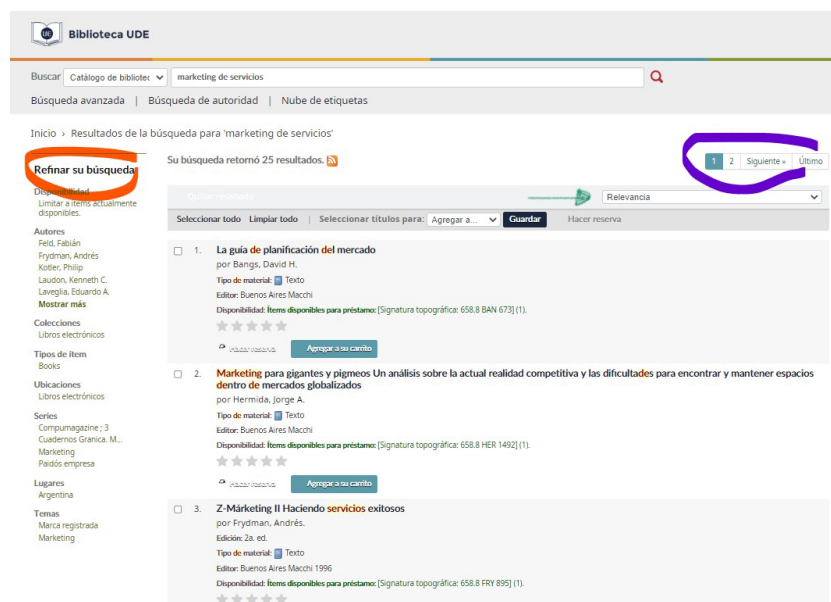 UE Biblioteca UDE
Buscar Catálogo de bibliotec marketing de servicios
Búsqueda avanzada | Búsqueda de autoridad | Nube de etiquetas
Inicio › Resultados de la búsqueda para 'marketing de servicios'
Refinar su búsqueda
Disponibilidad
Limitar a ítems actualmente
disponibles.
Autores
Feld, Fabián
Frydman, Andrés
Kotler, Philip
Laudon, Kenneth C.
Laveglia, Eduardo A.
Mostrar más
Colecciones
Libros electrónicos
Tipos de ítem
Books
Ubicaciones
Libros electrónicos
Series
Compumagazine ; 3
Cuadernos Granica. M...
Marketing
Paidós empresa
Lugares
Argentina
Temas
Marca registrada
Marketing
Su búsqueda retornó 25 resultados.
1 2 Siguiente » Último
Relevancia
Seleccionar todo Limpiar todo | Seleccionar títulos para: Agregar a... Guardar Hacer reserva
1. La guía de planificación del mercado
por Bangs, David H.
Tipo de material: Texto
Editor: Buenos Aires Macchi
Disponibilidad: Ítems disponibles para préstamo: [Signatura topográfica: 658.8 BAN 673] (1).
Hacer reserva Agregar a su carrito
2. Marketing para gigantes y pigmeos Un análisis sobre la actual realidad competitiva y las dificultades para encontrar y mantener espacios
dentro de mercados globalizados
por Hermida, Jorge A.
Tipo de material: Texto
Editor: Buenos Aires Macchi
Disponibilidad: Ítems disponibles para préstamo: [Signatura topográfica: 658.8 HER 1492] (1).
Hacer reserva Agregar a su carrito
3. Z-Márketing II Haciendo servicios exitosos
por Frydman, Andrés.
Edición: 2a. ed.
Tipo de material: Texto
Editor: Buenos Aires Macchi 1996
Disponibilidad: Ítems disponibles para préstamo: [Signatura topográfica: 658.8 FRY 895] (1).